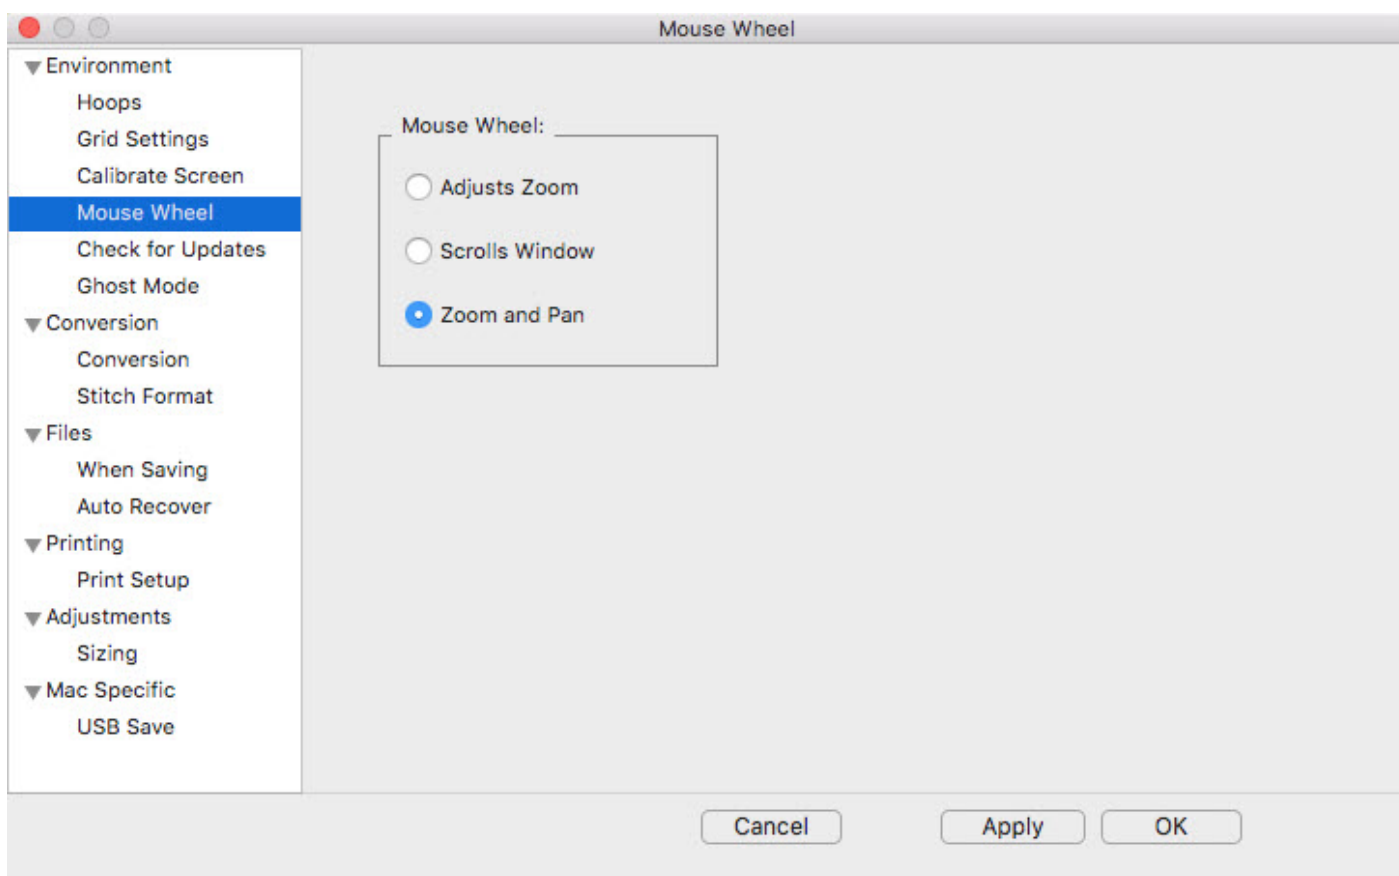 Mouse Wheel
Environment
Hoops
Grid Settings
Calibrate Screen
Mouse Wheel
Check for Updates
Ghost Mode
Conversion
Conversion
Stitch Format
Files
When Saving
Auto Recover
Printing
Print Setup
Adjustments
Sizing
Mac Specific
USB Save
Mouse Wheel:
Adjusts Zoom
Scrolls Window
Zoom and Pan
Cancel
Apply
OK